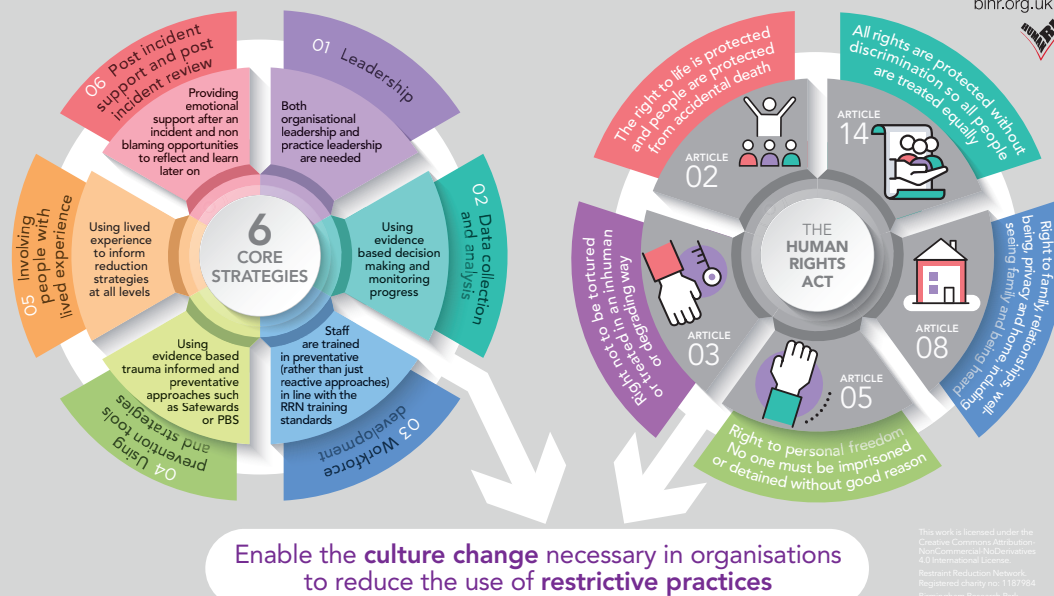 bihr.org.uk
01 Leadership
Both
organisational
leadership and
practice leadership
are needed
02 Data collection
and analysis
Using
evidence
based decision
making and
monitoring
progress
03 Workforce
development
Staff
are trained
in preventative
(rather than just
reactive approaches)
in line with the
RRN training
standards
04 Using
prevention tools
and strategies
Using
evidence based
trauma informed and
preventative
approaches such
as Safewards
or PBS
05 Involving
people with
lived experience
Using lived
experience
to inform
reduction
strategies
at all levels
06 Post incident
support and post
incident review
Providing
emotional
support after an
incident and non
blaming opportunities
to reflect and learn
later on
6
CORE
STRATEGIES
The right to life is protected
and people are protected
from accidental death
ARTICLE
02
All rights are protected without
discrimination so all people
are treated equally
ARTICLE
14
Right to family, relationships, well
being, privacy and home, including
seeing family and being heard
ARTICLE
08
Right to personal freedom
No one must be imprisoned
or detained without good reason
ARTICLE
05
Right not to be tortured
or treated in an inhuman
or degrading way
ARTICLE
03
THE
HUMAN
RIGHTS
ACT
Enable the culture change necessary in organisations
to reduce the use of restrictive practices
This work is licensed under the
Creative Commons Attribution-
NonCommercial-NoDerivatives
4.0 International License.
Restraint Reduction Network.
Registered charity no. 1187984